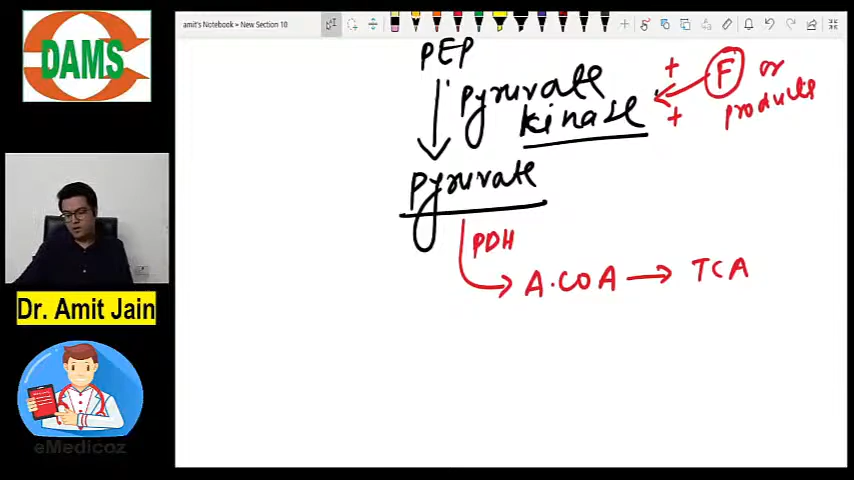 amit's Notebook > New Section 10
DAMS
PEP
Pyruvate
kinase
+
+
F or
products
Pyruvate
PDH
A.COA → TCA
Dr. Amit Jain
eMedicoz